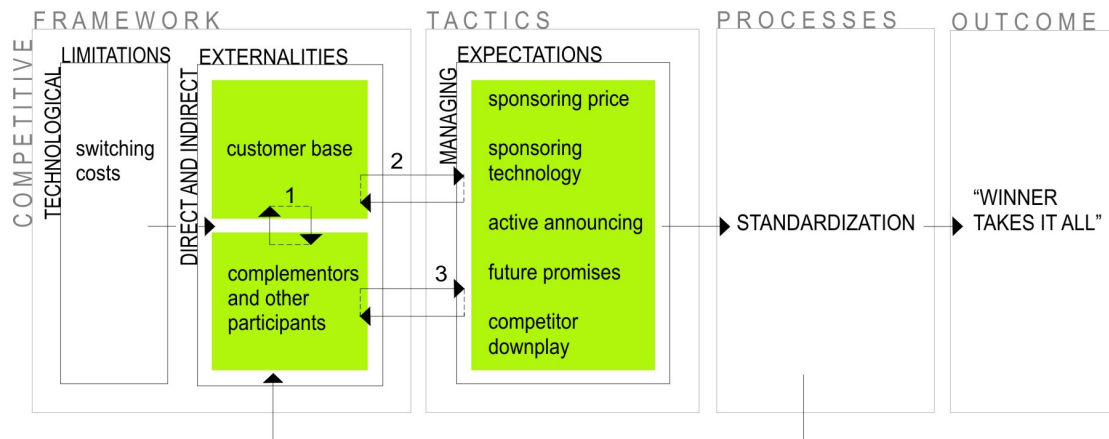 FRAMEWORK
TACTICS
PROCESSES
OUTCOME
COMPETITIVE
LIMITATIONS
TECHNOLOGICAL
switching
costs
EXTERNALITIES
DIRECT AND INDIRECT
customer base
1
complementors
and other
participants
2
3
EXPECTATIONS
MANAGING
sponsoring price
sponsoring
technology
active announcing
future promises
competitor
downplay
STANDARDIZATION
“WINNER
TAKES IT ALL”